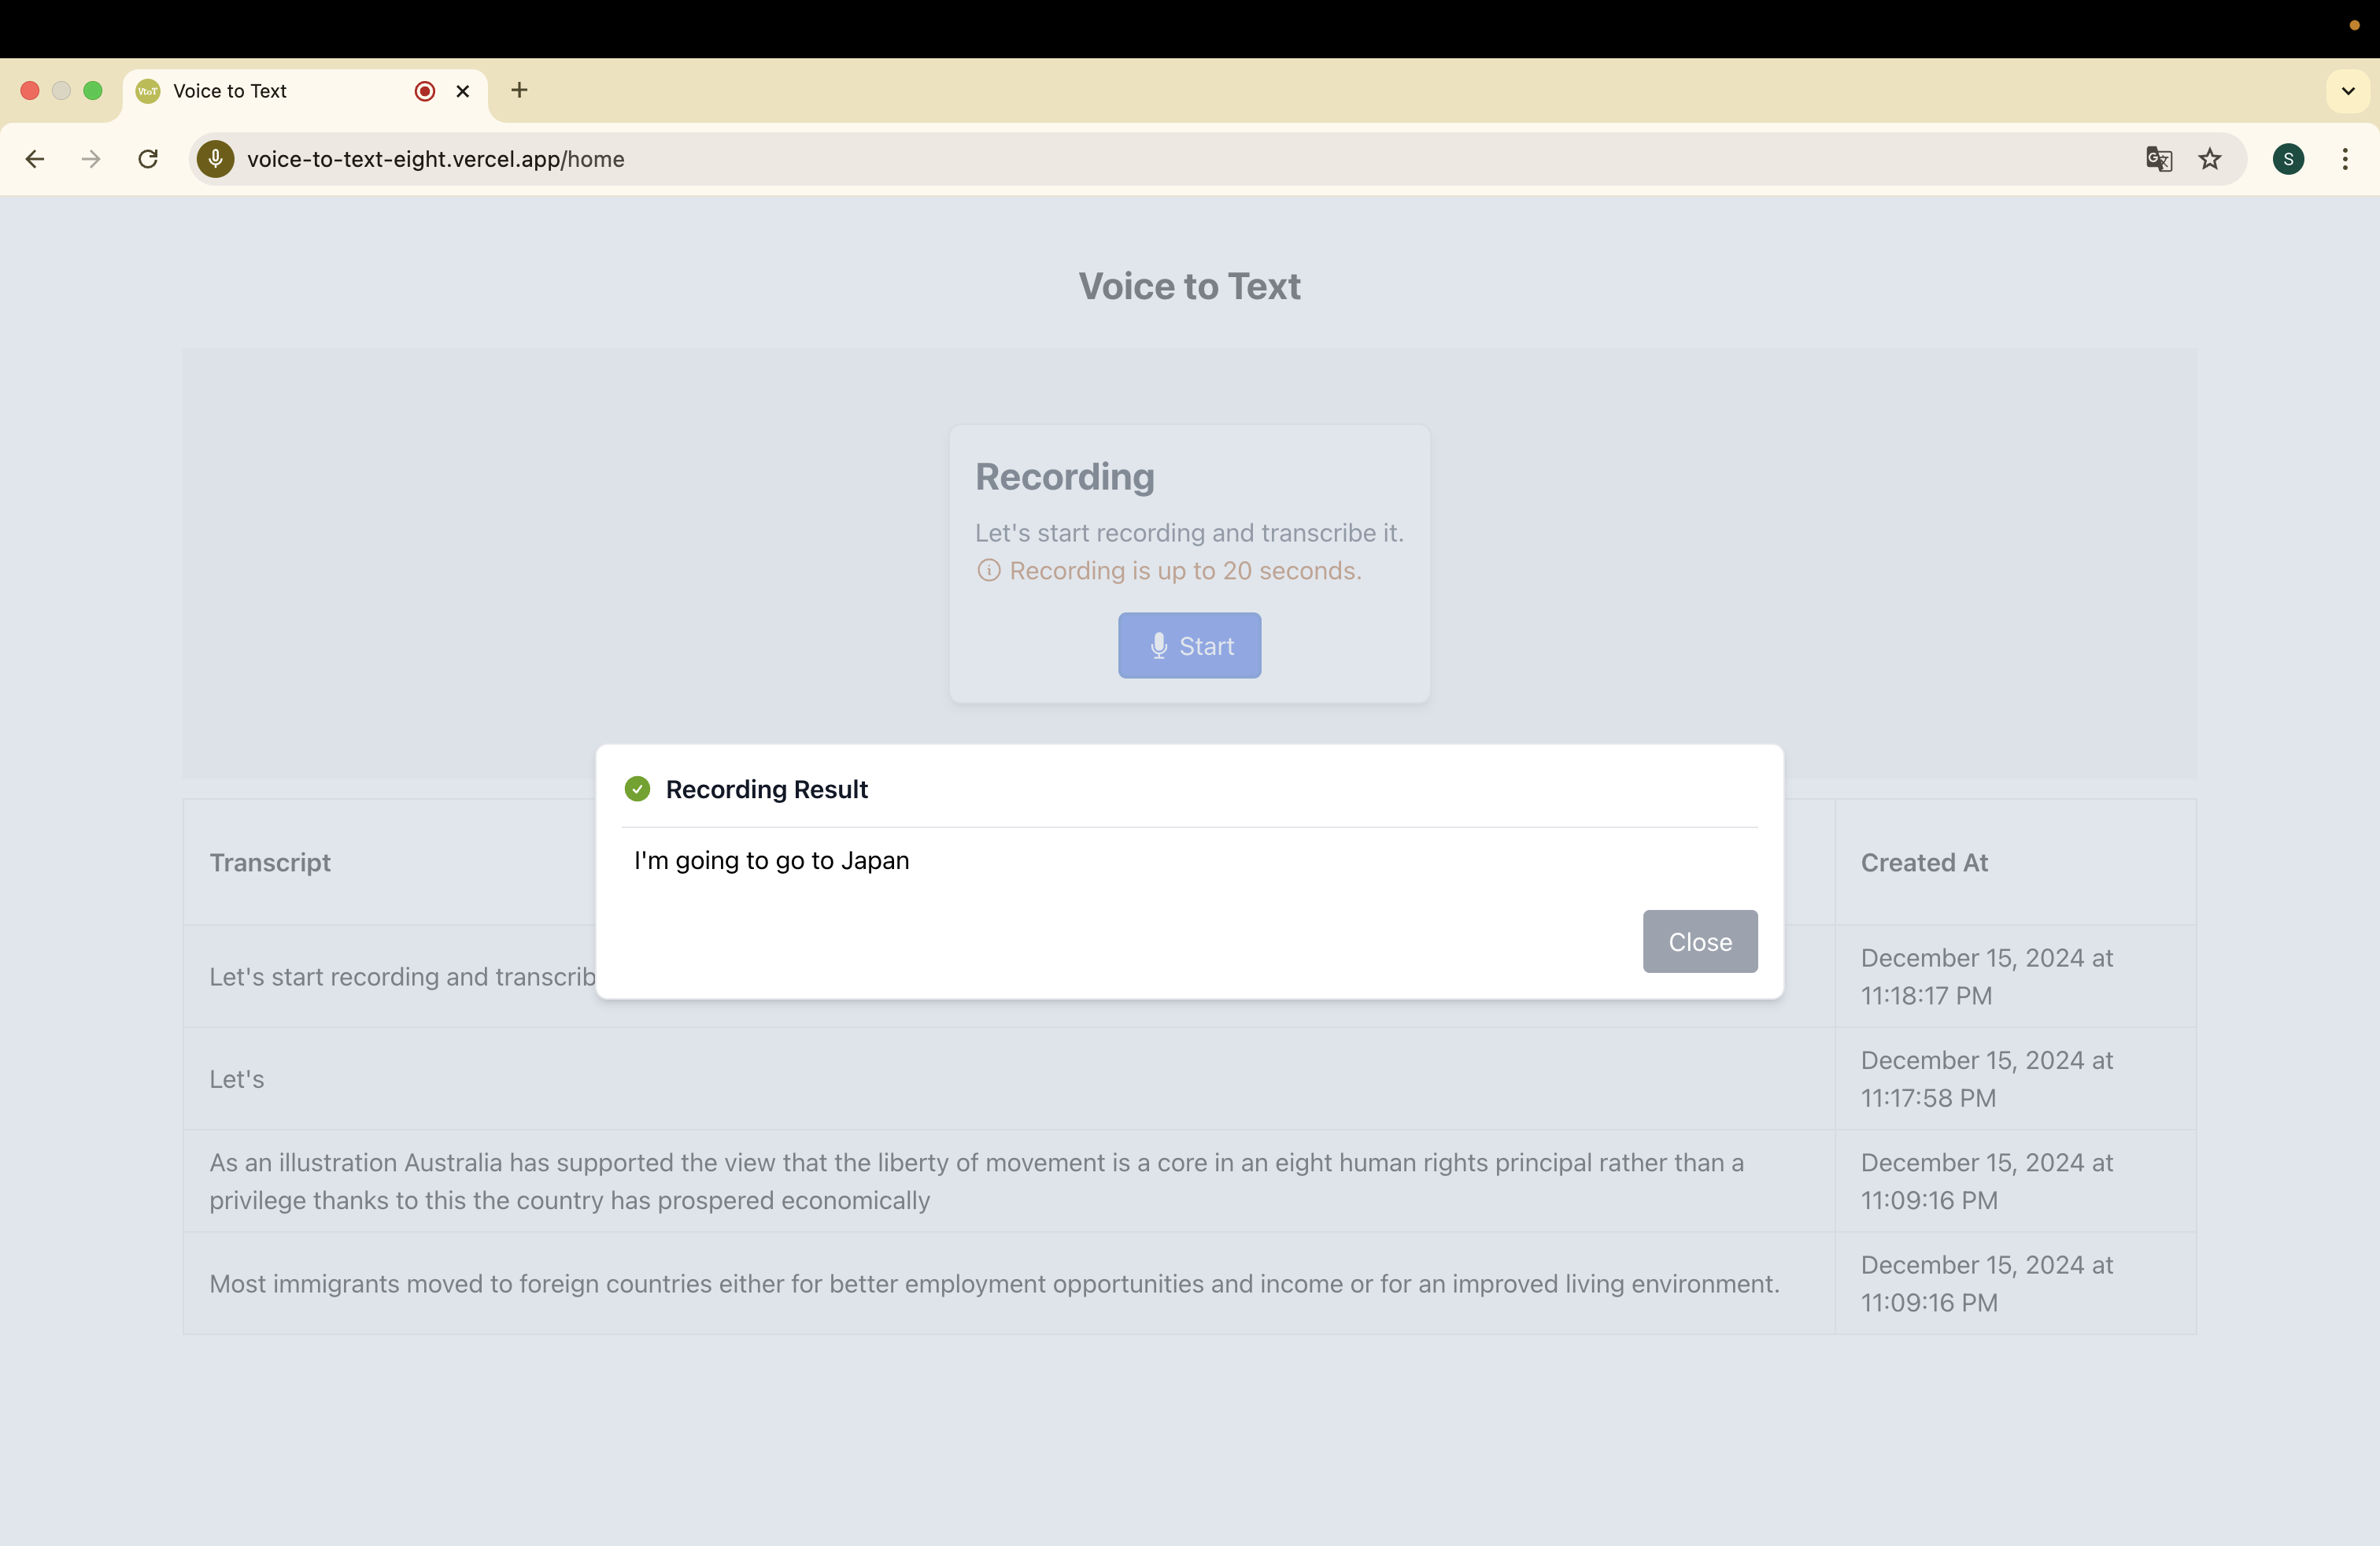 VtoT Voice to Text
voice-to-text-eight.vercel.app/home
S
Voice to Text
Recording
Let's start recording and transcribe it.
Recording is up to 20 seconds.
Start
Recording Result
I'm going to go to Japan
Close
Transcript
Created At
Let's start recording and transcrib
December 15, 2024 at
11:18:17 PM
Let's
December 15, 2024 at
11:17:58 PM
As an illustration Australia has supported the view that the liberty of movement is a core in an eight human rights principal rather than a
privilege thanks to this the country has prospered economically
December 15, 2024 at
11:09:16 PM
Most immigrants moved to foreign countries either for better employment opportunities and income or for an improved living environment.
December 15, 2024 at
11:09:16 PM